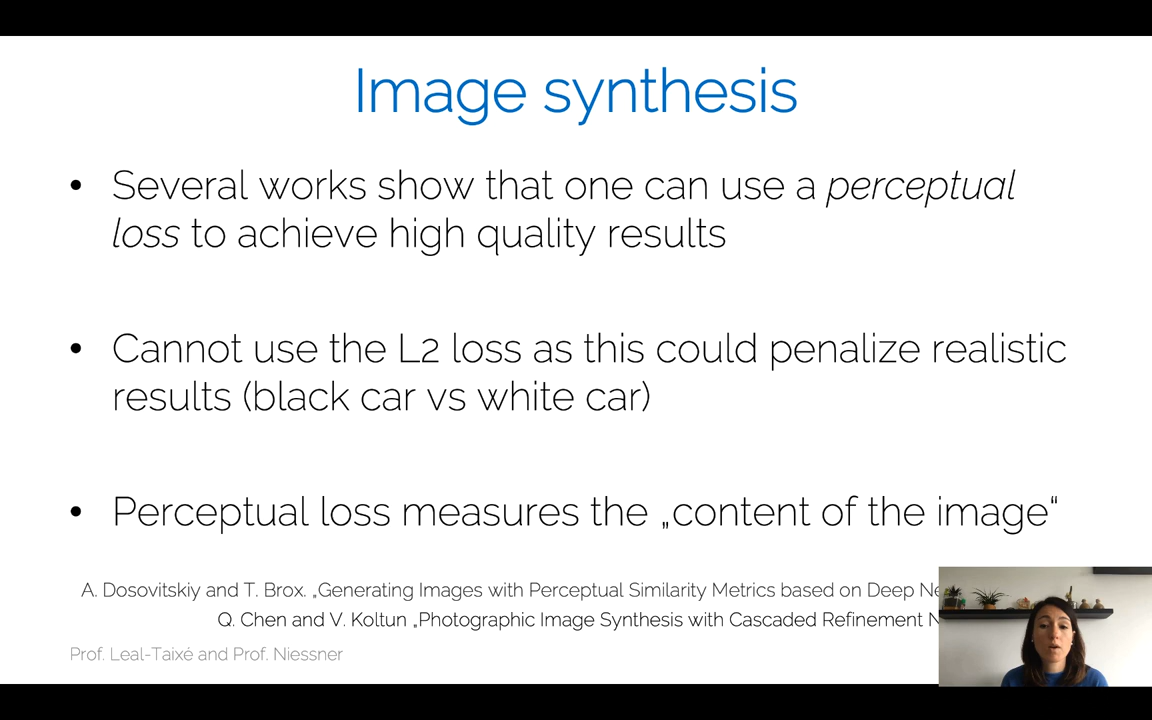 Image synthesis
• Several works show that one can use a perceptual
loss to achieve high quality results
• Cannot use the L2 loss as this could penalize realistic
results (black car vs white car)
• Perceptual loss measures the „content of the image“
A. Dosovitskiy and T. Brox. „Generating Images with Perceptual Similarity Metrics based on Deep
Q. Chen and V. Koltun „Photographic Image Synthesis with Cascaded Refinement
Prof. Leal-Taixé and Prof. Niessner